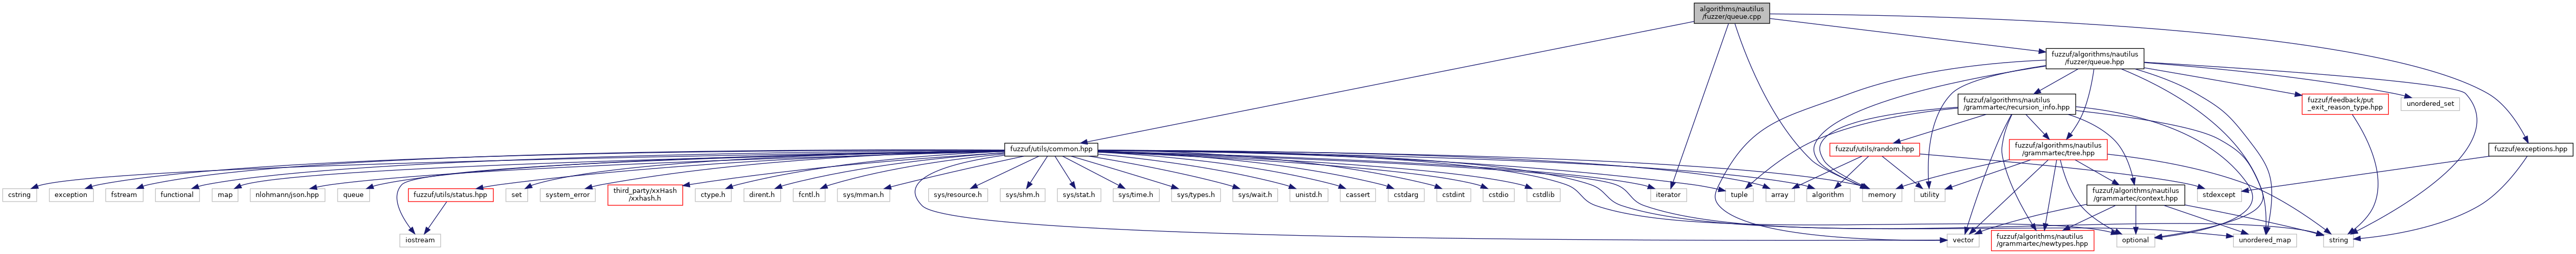 algorithms/nautilus
/fuzzer/queue.cpp
fuzzuf/algorithms/nautilus
/fuzzer/queue.hpp
fuzzuf/algorithms/nautilus
/grammartec/recursion_info.hpp
fuzzuf/feedback/put
_exit_reason_type.hpp
unordered_set
fuzzuf/utils/common.hpp
fuzzuf/utils/random.hpp
fuzzuf/algorithms/nautilus
/grammartec/tree.hpp
fuzzuf/exceptions.hpp
cstring
exception
fstream
functional
map
nlohmann/json.hpp
queue
fuzzuf/utils/status.hpp
set
system_error
third_party/xxHash
/xxhash.h
ctype.h
dirent.h
fcntl.h
sys/mman.h
sys/resource.h
sys/shm.h
sys/stat.h
sys/time.h
sys/types.h
sys/wait.h
unistd.h
cassert
cstdarg
cstdint
cstdio
cstdlib
iterator
tuple
array
algorithm
memory
utility
fuzzuf/algorithms/nautilus
/grammartec/context.hpp
stdexcept
iostream
vector
fuzzuf/algorithms/nautilus
/grammartec/newtypes.hpp
optional
unordered_map
string